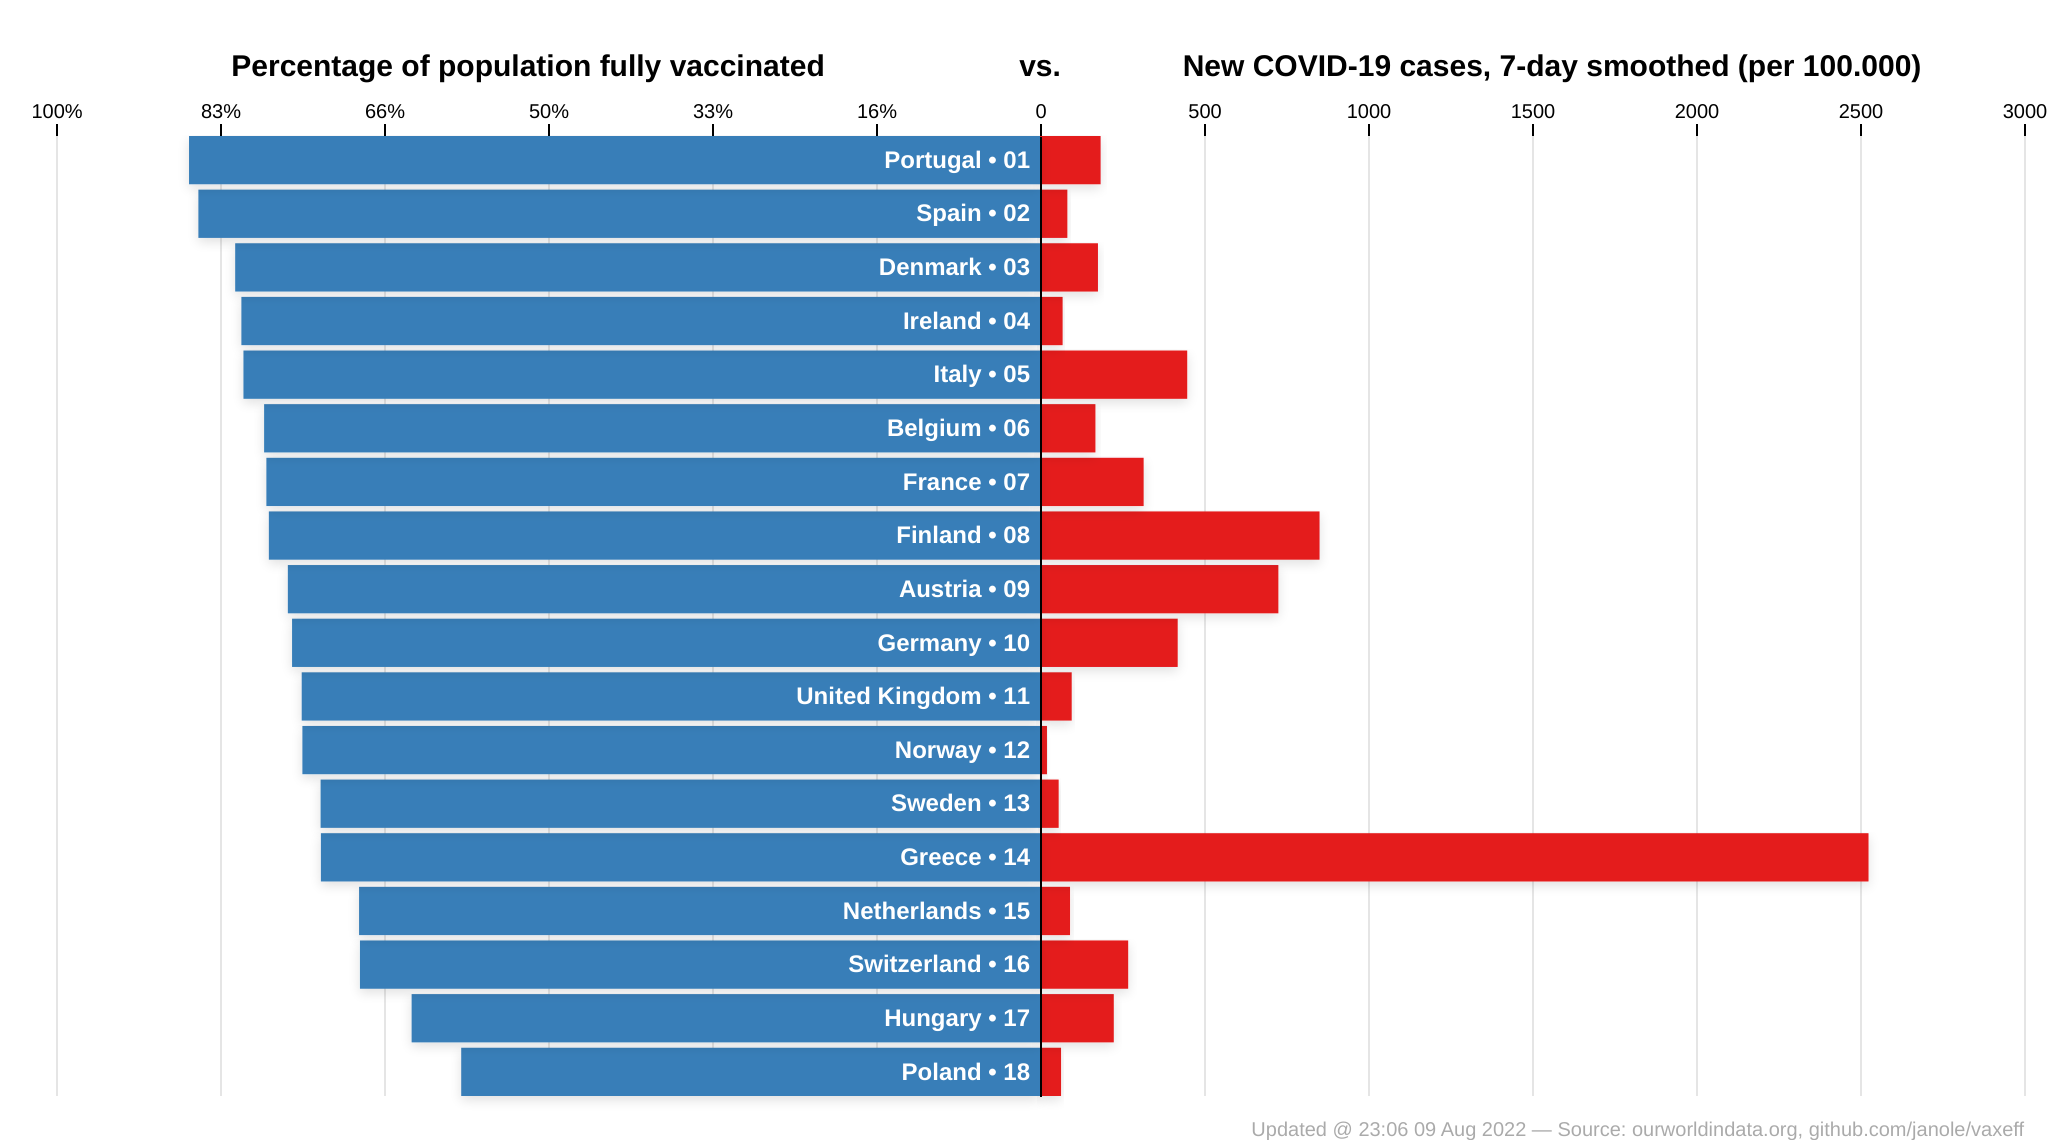 Percentage of population fully vaccinated vs. New COVID-19 cases, 7-day smoothed (per 100.000)
100% 83% 66% 50% 33% 16% 0 500 1000 1500 2000 2500 3000
Portugal • 01
Spain • 02
Denmark • 03
Ireland • 04
Italy • 05
Belgium • 06
France • 07
Finland • 08
Austria • 09
Germany • 10
United Kingdom • 11
Norway • 12
Sweden • 13
Greece • 14
Netherlands • 15
Switzerland • 16
Hungary • 17
Poland • 18
Updated @ 23:06 09 Aug 2022 — Source: ourworldindata.org, github.com/janole/vaxeff